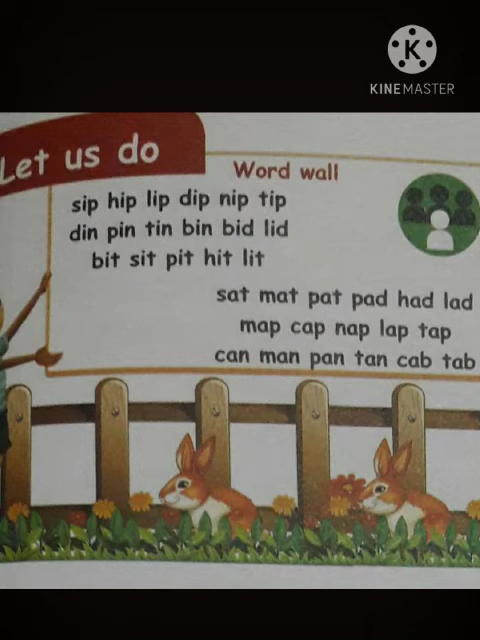 KINEMASTER
Let us do
Word wall
sip hip lip dip nip tip
din pin tin bin bid lid
bit sit pit hit lit
sat mat pat pad had lad
map cap nap lap tap
can man pan tan cab tab